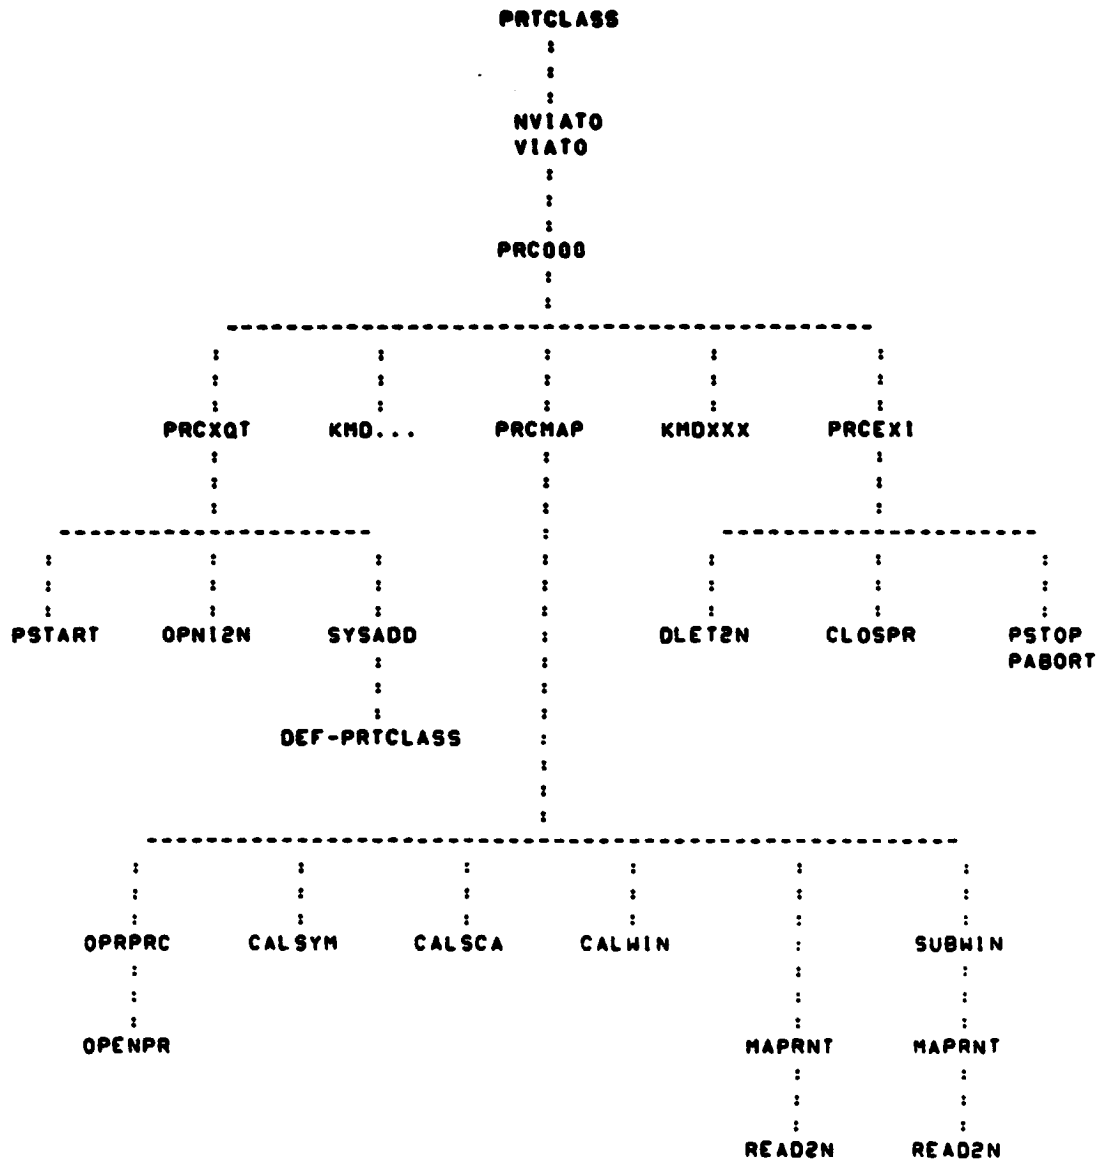 PRTCLASS
NVIATO
VIATO
PRC000
PRCXQT KMD... PRCMAP KMDXXX PRCEXI
PSTART OPNI2N SYSADD DLET2N CLOSPR PSTOP
PABORT
DEF-PRTCLASS
OPRPRC CALSYM CALSCA CALWIN SUBWIN
OPENPR MAPRNT MAPRNT
READ2N READ2N